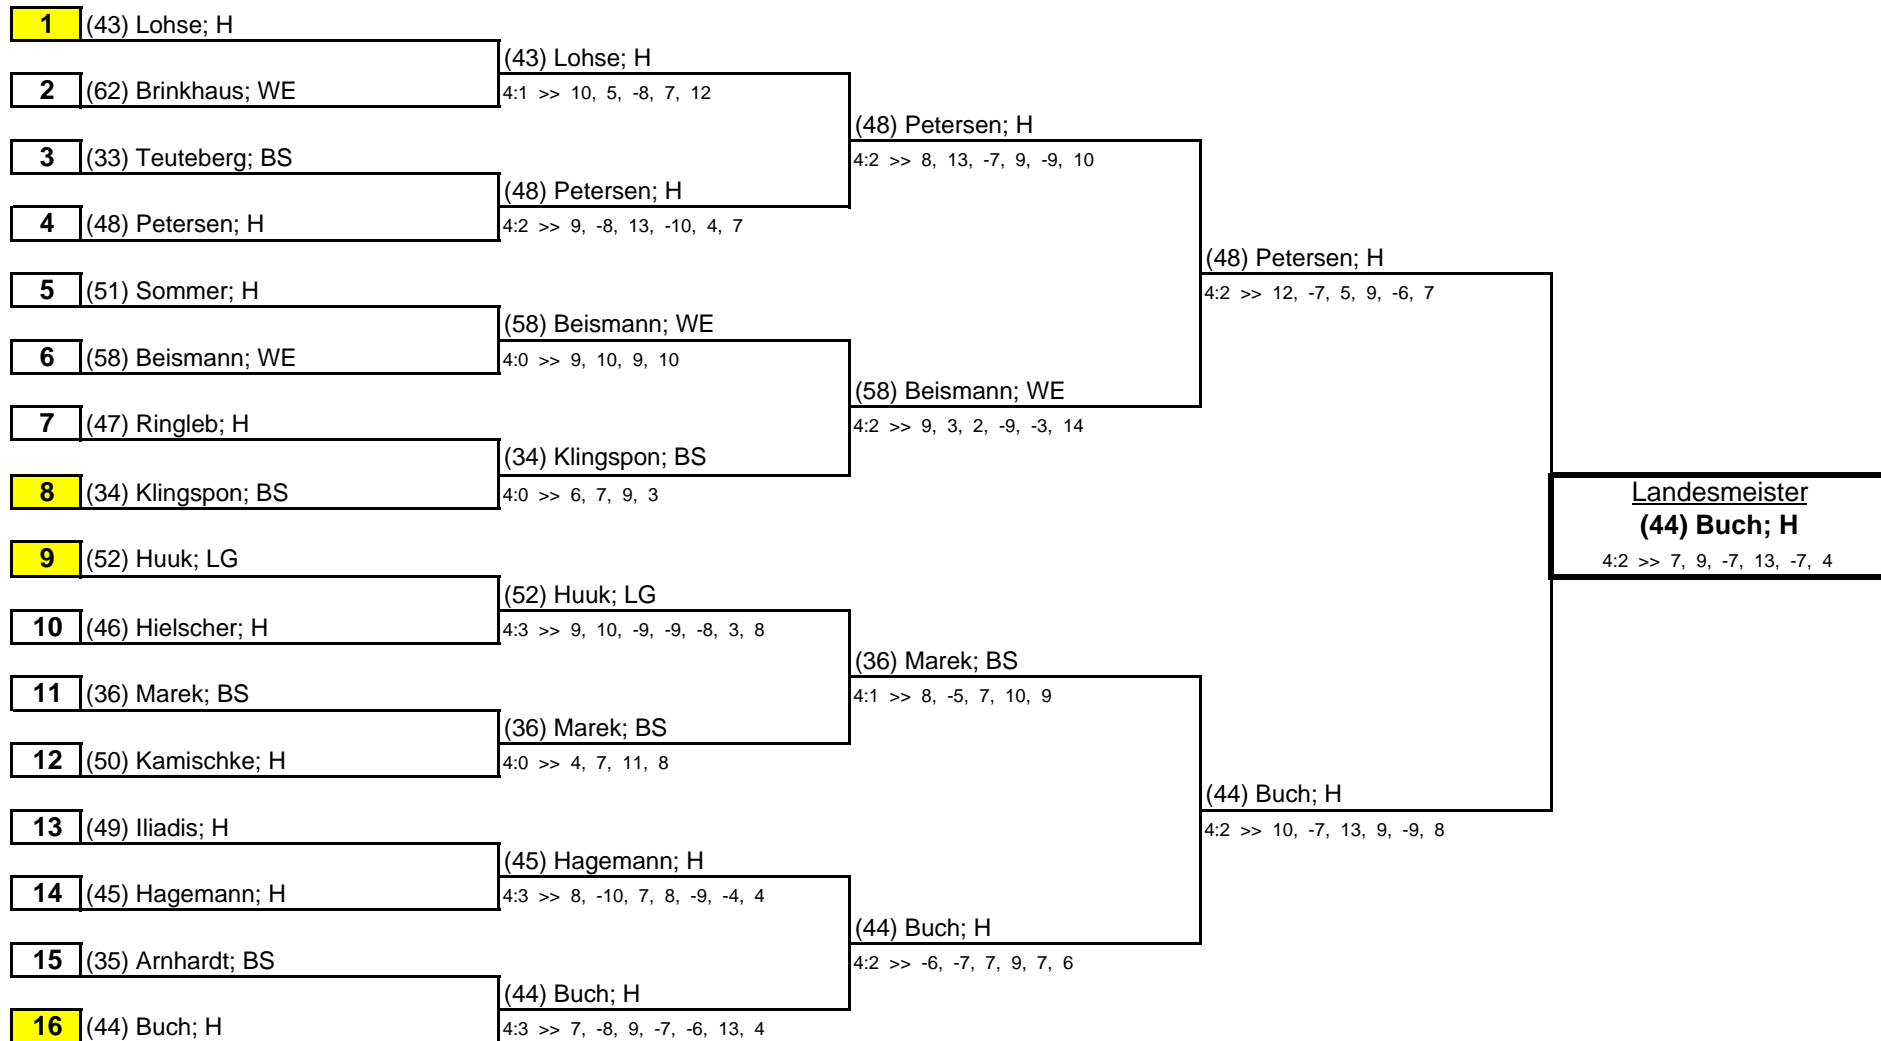 1 (43) Lohse; H
(43) Lohse; H
2 (62) Brinkhaus; WE
4:1 >> 10, 5, -8, 7, 12
(48) Petersen; H
3 (33) Teuteberg; BS
4:2 >> 8, 13, -7, 9, -9, 10
(48) Petersen; H
4 (48) Petersen; H
4:2 >> 9, -8, 13, -10, 4, 7
(48) Petersen; H
5 (51) Sommer; H
4:2 >> 12, -7, 5, 9, -6, 7
(58) Beismann; WE
6 (58) Beismann; WE
4:0 >> 9, 10, 9, 10
(58) Beismann; WE
7 (47) Ringleb; H
4:2 >> 9, 3, 2, -9, -3, 14
(34) Klingspon; BS
8 (34) Klingspon; BS
4:0 >> 6, 7, 9, 3
Landesmeister
(44) Buch; H
4:2 >> 7, 9, -7, 13, -7, 4
9 (52) Huuk; LG
(52) Huuk; LG
10 (46) Hielscher; H
4:3 >> 9, 10, -9, -9, -8, 3, 8
(36) Marek; BS
11 (36) Marek; BS
4:1 >> 8, -5, 7, 10, 9
(36) Marek; BS
12 (50) Kamischke; H
4:0 >> 4, 7, 11, 8
(44) Buch; H
13 (49) Iliadis; H
4:2 >> 10, -7, 13, 9, -9, 8
(45) Hagemann; H
14 (45) Hagemann; H
4:3 >> 8, -10, 7, 8, -9, -4, 4
(44) Buch; H
15 (35) Arnhardt; BS
4:2 >> -6, -7, 7, 9, 7, 6
(44) Buch; H
16 (44) Buch; H
4:3 >> 7, -8, 9, -7, -6, 13, 4